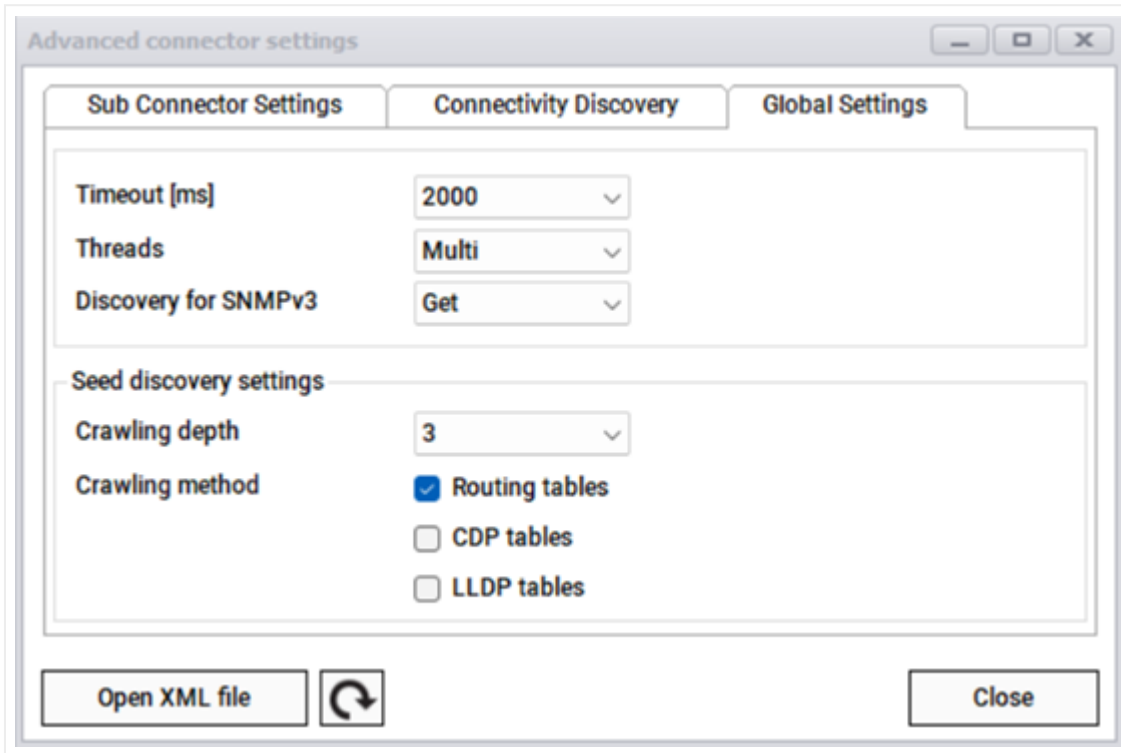 Advanced connector settings
Sub Connector Settings Connectivity Discovery Global Settings
Timeout [ms] 2000
Threads Multi
Discovery for SNMPv3 Get
Seed discovery settings
Crawling depth 3
Crawling method Routing tables
CDP tables
LLDP tables
Open XML file Close